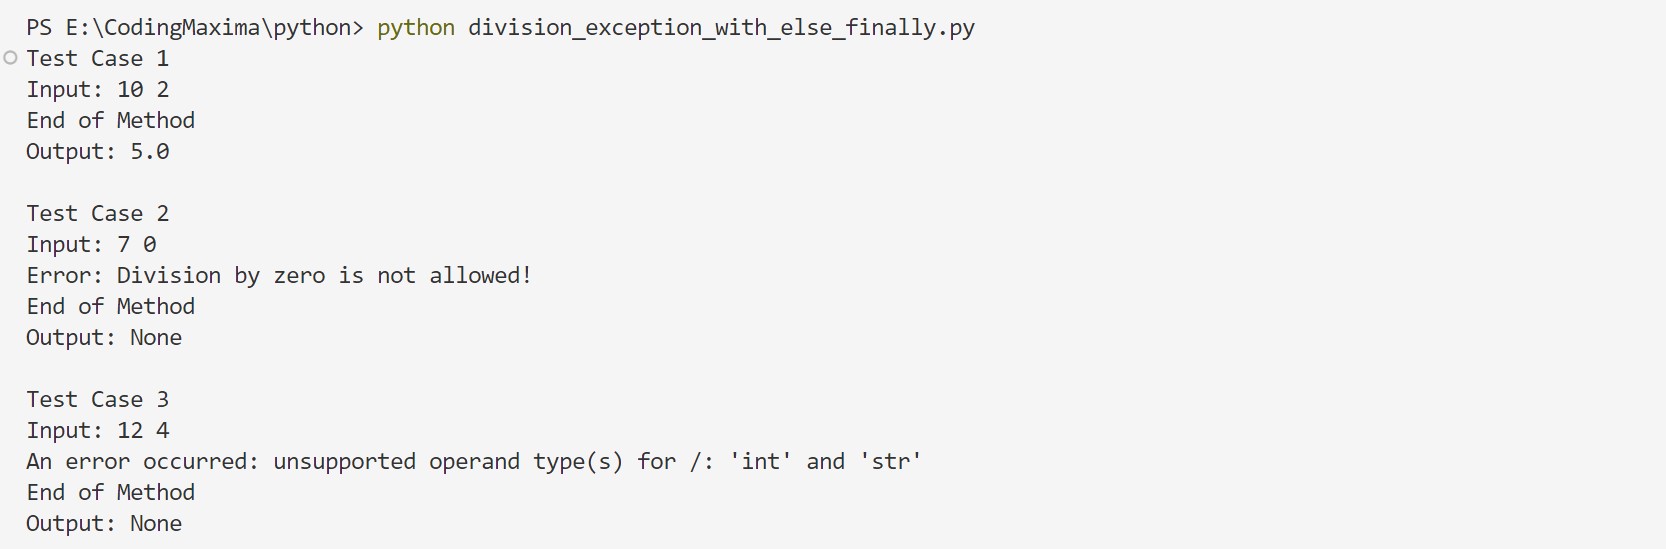 PS E:\CodingMaxima\python> python division_exception_with_else_finally.py
Test Case 1
Input: 10 2
End of Method
Output: 5.0
Test Case 2
Input: 7 0
Error: Division by zero is not allowed!
End of Method
Output: None
Test Case 3
Input: 12 4
An error occurred: unsupported operand type(s) for /: 'int' and 'str'
End of Method
Output: None